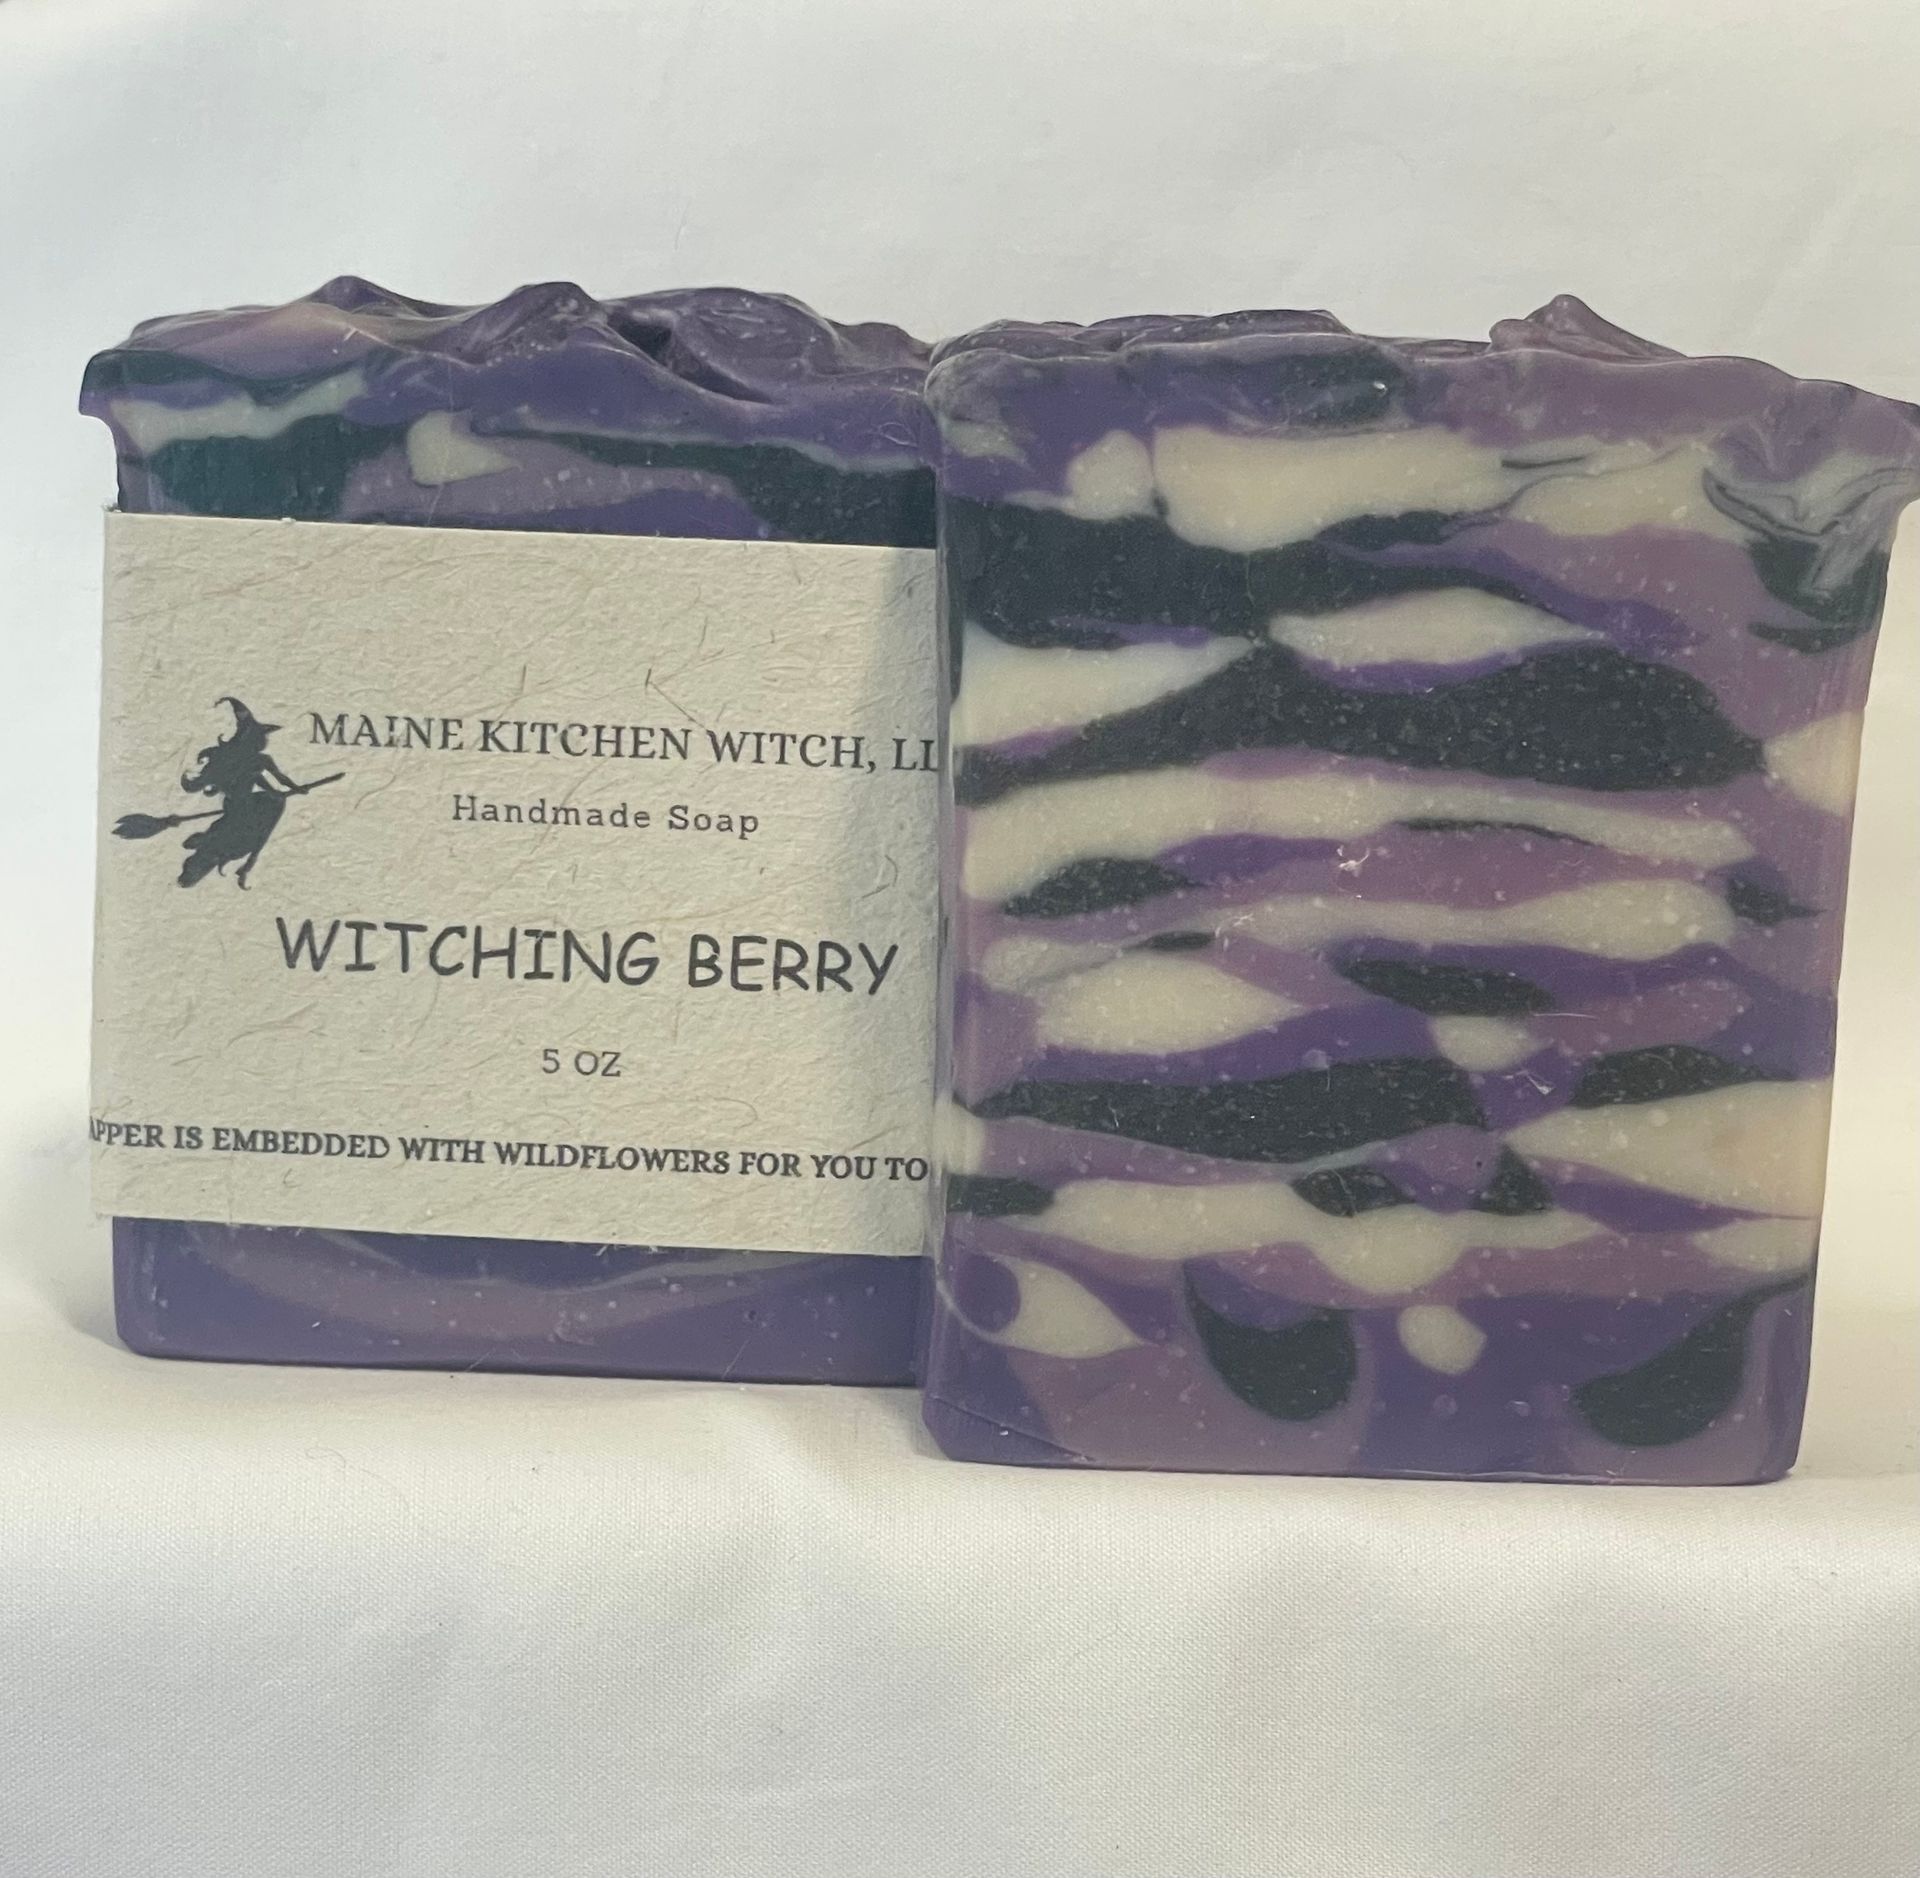 MAINE KITCHEN WITCH, LL
Handmade Soap
WITCHING BERRY
5 OZ
APPER IS EMBEDDED WITH WILDFLOWERS FOR YOU TO